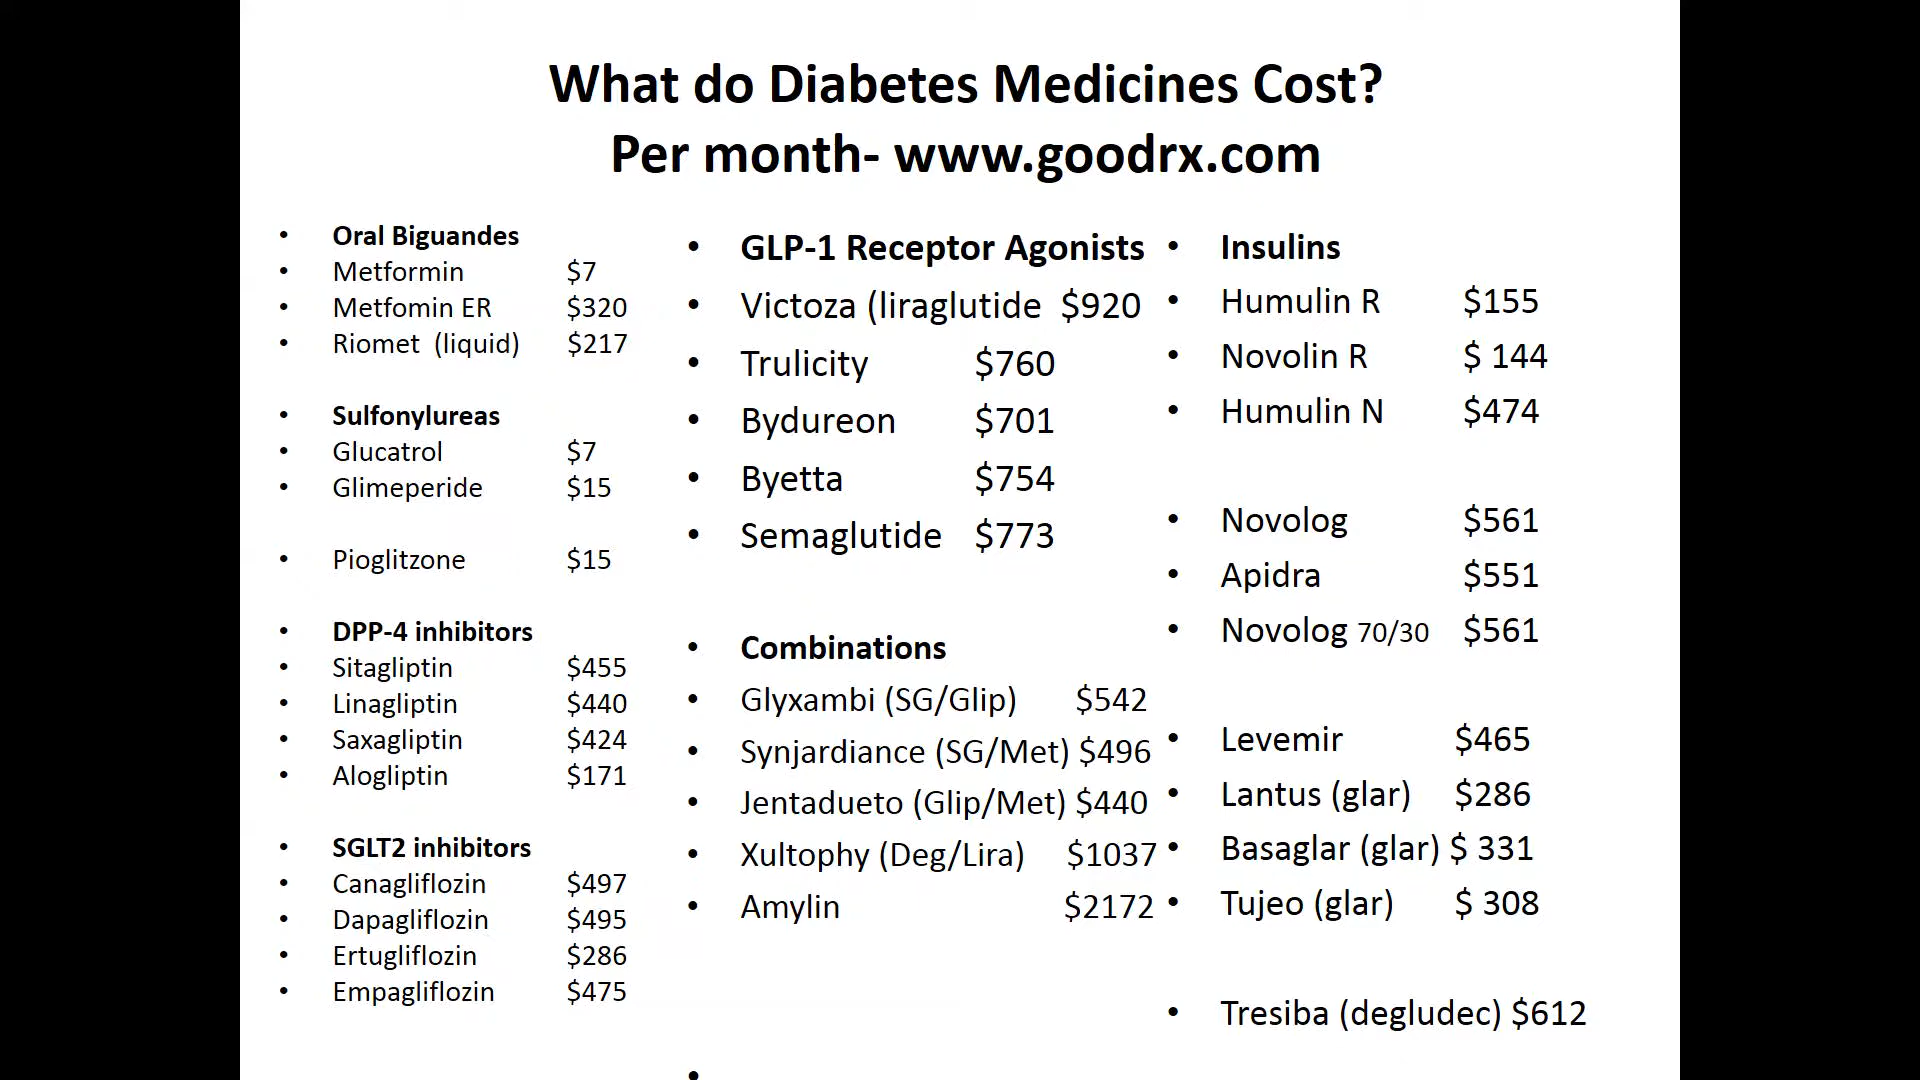 What do Diabetes Medicines Cost?
Per month- www.goodrx.com
• Oral Biguandes
• Metformin $7
• Metfomin ER $320
• Riomet (liquid) $217
• Sulfonylureas
• Glucatrol $7
• Glimeperide $15
• Pioglitzone $15
• DPP-4 inhibitors
• Sitagliptin $455
• Linagliptin $440
• Saxagliptin $424
• Alogliptin $171
• SGLT2 inhibitors
• Canagliflozin $497
• Dapagliflozin $495
• Ertugliflozin $286
• Empagliflozin $475
• GLP-1 Receptor Agonists
• Victoza (liraglutide $920
• Trulicity $760
• Bydureon $701
• Byetta $754
• Semaglutide $773
• Combinations
• Glyxambi (SG/Glip) $542
• Synjardiance (SG/Met) $496
• Jentadueto (Glip/Met) $440
• Xultophy (Deg/Lira) $1037
• Amylin $2172
•
• Insulins
• Humulin R $155
• Novolin R $ 144
• Humulin N $474
• Novolog $561
• Apidra $551
• Novolog 70/30 $561
• Levemir $465
• Lantus (glar) $286
• Basaglar (glar) $ 331
• Tujeo (glar) $ 308
• Tresiba (degludec) $612